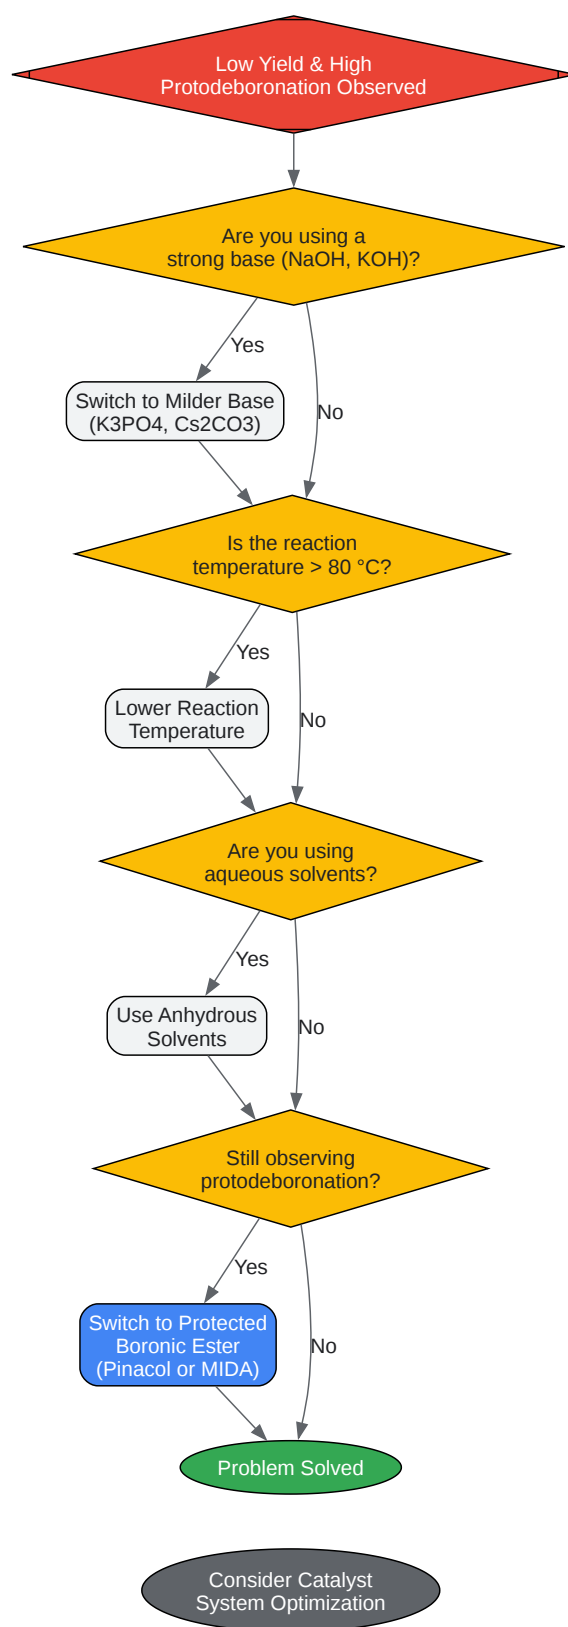 Low Yield & High
Protodeboronation Observed
Are you using a
strong base (NaOH, KOH)?
Yes
Switch to Milder Base
(K3PO4, Cs2CO3)
No
Is the reaction
temperature > 80 °C?
Yes
Lower Reaction
Temperature
No
Are you using
aqueous solvents?
Yes
Use Anhydrous
Solvents
No
Still observing
protodeboronation?
Yes
Switch to Protected
Boronic Ester
(Pinacol or MIDA)
No
Problem Solved
Consider Catalyst
System Optimization